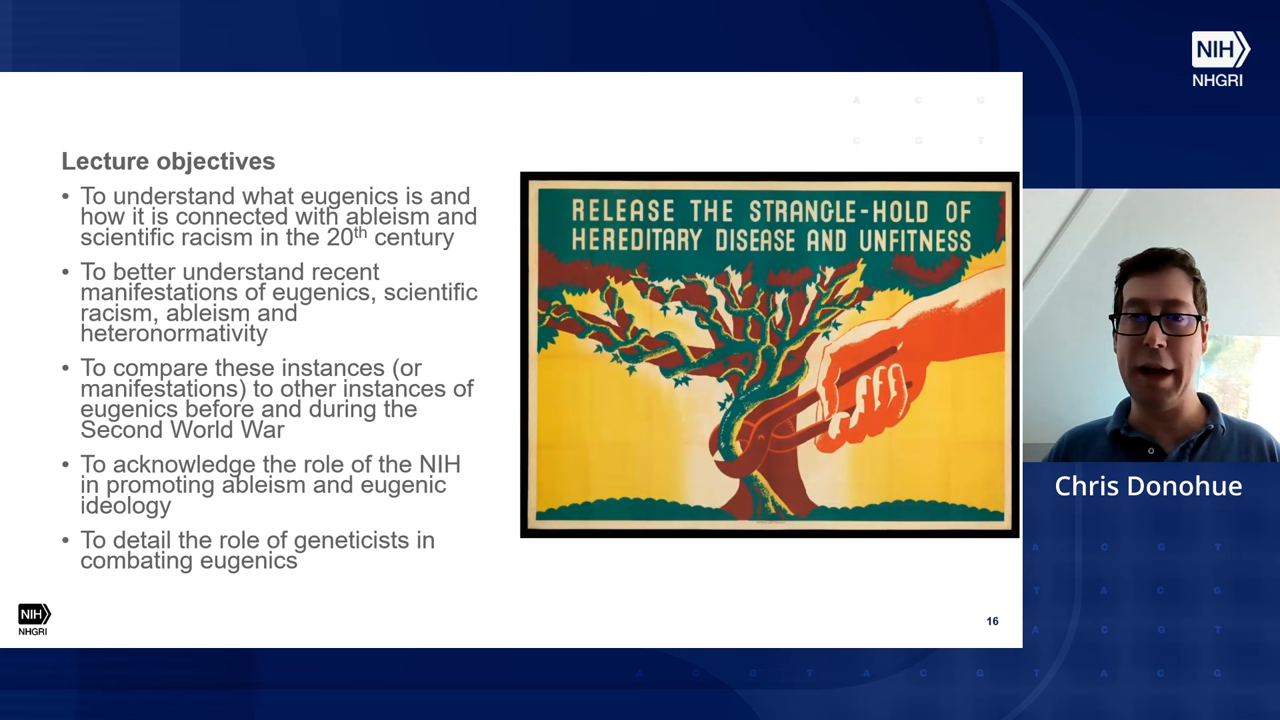 NIH
NHGRI
A C G
C G T
Lecture objectives
• To understand what eugenics is and
how it is connected with ableism and
scientific racism in the 20th century
• To better understand recent
manifestations of eugenics, scientific
racism, ableism and
heteronormativity
• To compare these instances (or
manifestations) to other instances of
eugenics before and during the
Second World War
• To acknowledge the role of the NIH
in promoting ableism and eugenic
ideology
• To detail the role of geneticists in
combating eugenics
RELEASE THE STRANGLE-HOLD OF
HEREDITARY DISEASE AND UNFITNESS
Chris Donohue
A C G T
T A C G
A C G T
NIH
NHGRI
16
A C G T A C G T A C G